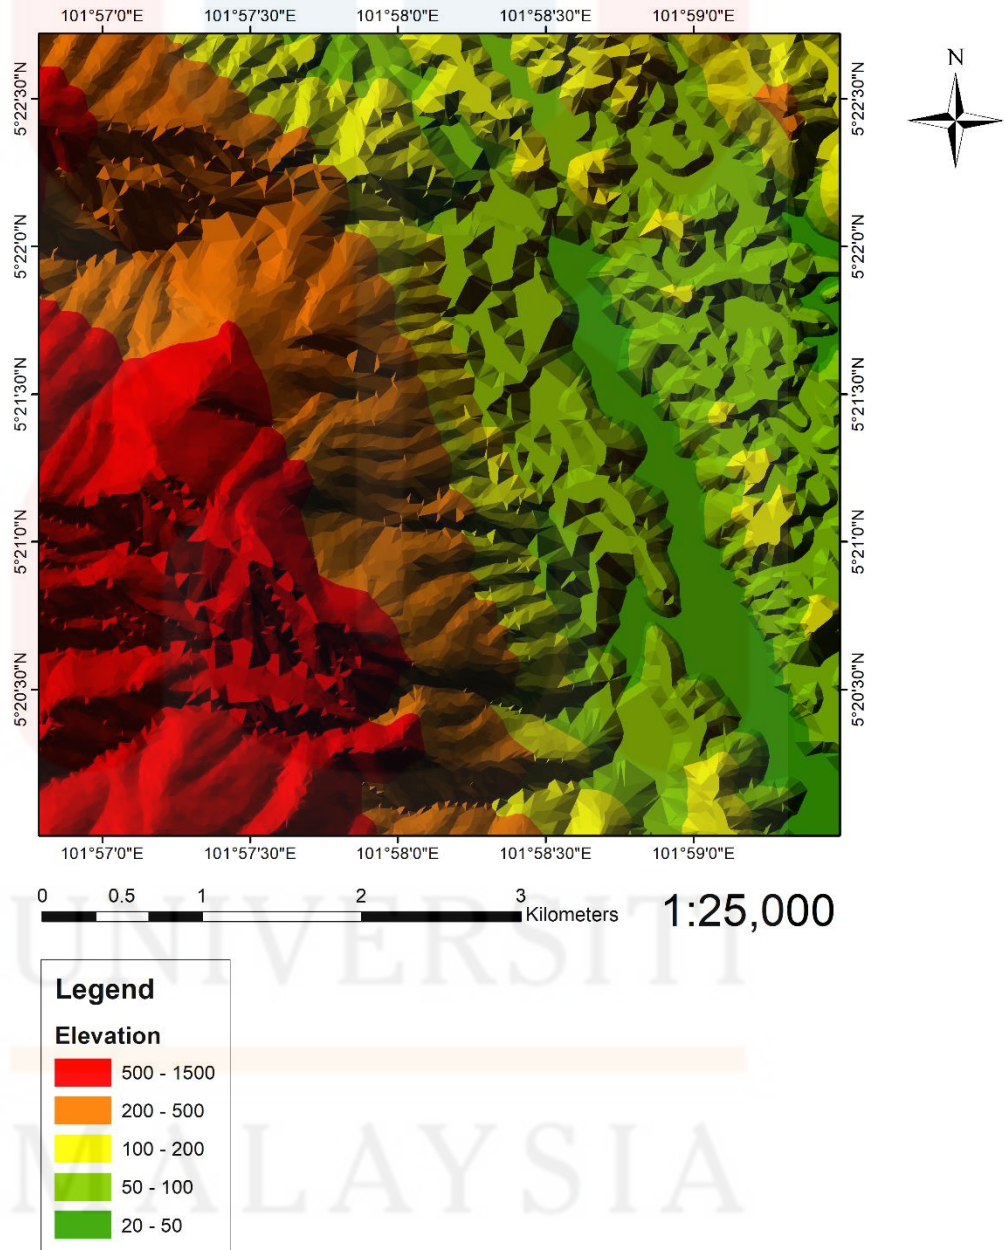 101°57'0"E 101°57'30"E 101°58'0"E 101°58'30"E 101°59'0"E
N
5°22'30"N 5°22'30"N
5°22'0"N 5°22'0"N
5°21'30"N 5°21'30"N
5°21'0"N 5°21'0"N
5°20'30"N 5°20'30"N
101°57'0"E 101°57'30"E 101°58'0"E 101°58'30"E 101°59'0"E
0 0.5 1 2 3
Kilometers
1:25,000
UNIVERSITI
Legend
Elevation
500 - 1500
200 - 500
100 - 200
50 - 100
20 - 50
MALAYSIA